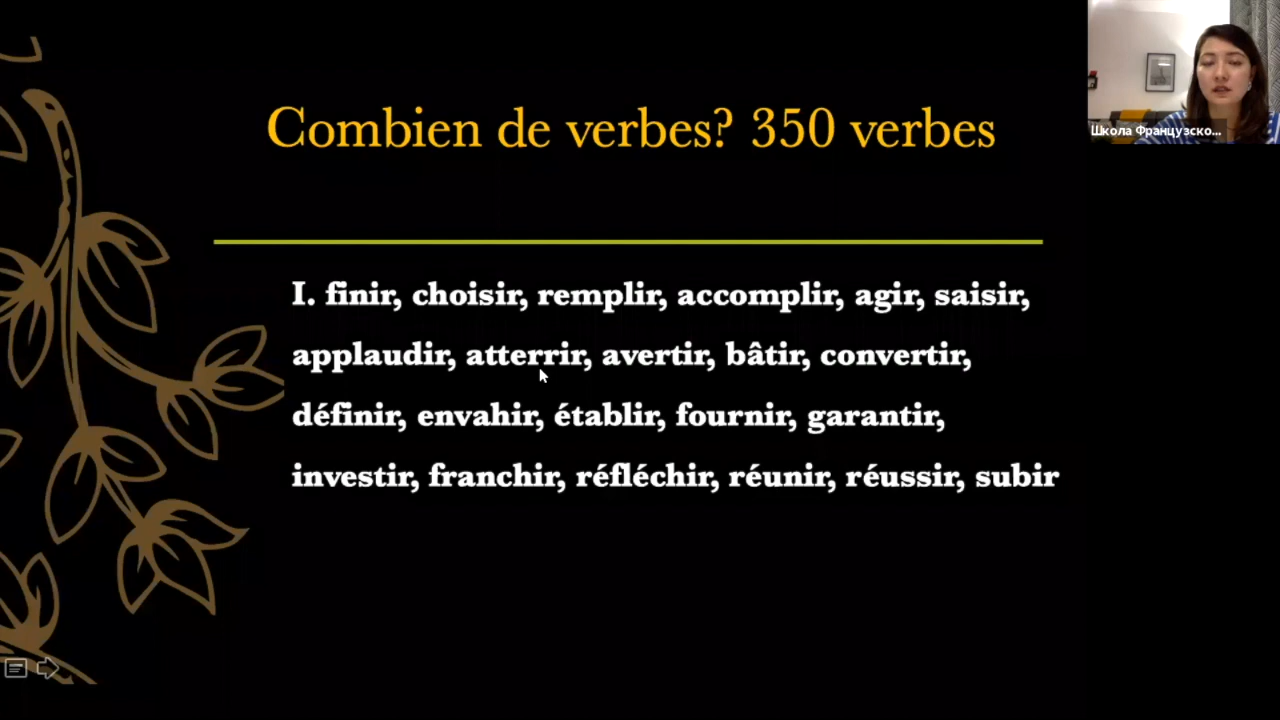 Combien de verbes? 350 verbes
Школа Французско...
I. finir, choisir, remplir, accomplir, agir, saisir,
applaudir, atterrir, avertir, bâtir, convertir,
définir, envahir, établir, fournir, garantir,
investir, franchir, réfléchir, réunir, réussir, subir